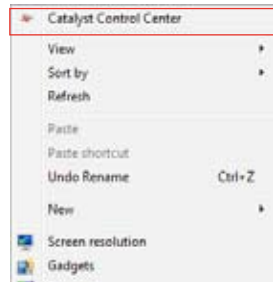 Catalyst Control Center
View
Sort by
Refresh
Paste
Paste shortcut
Undo Rename Ctrl+Z
New
Screen resolution
Gadgets